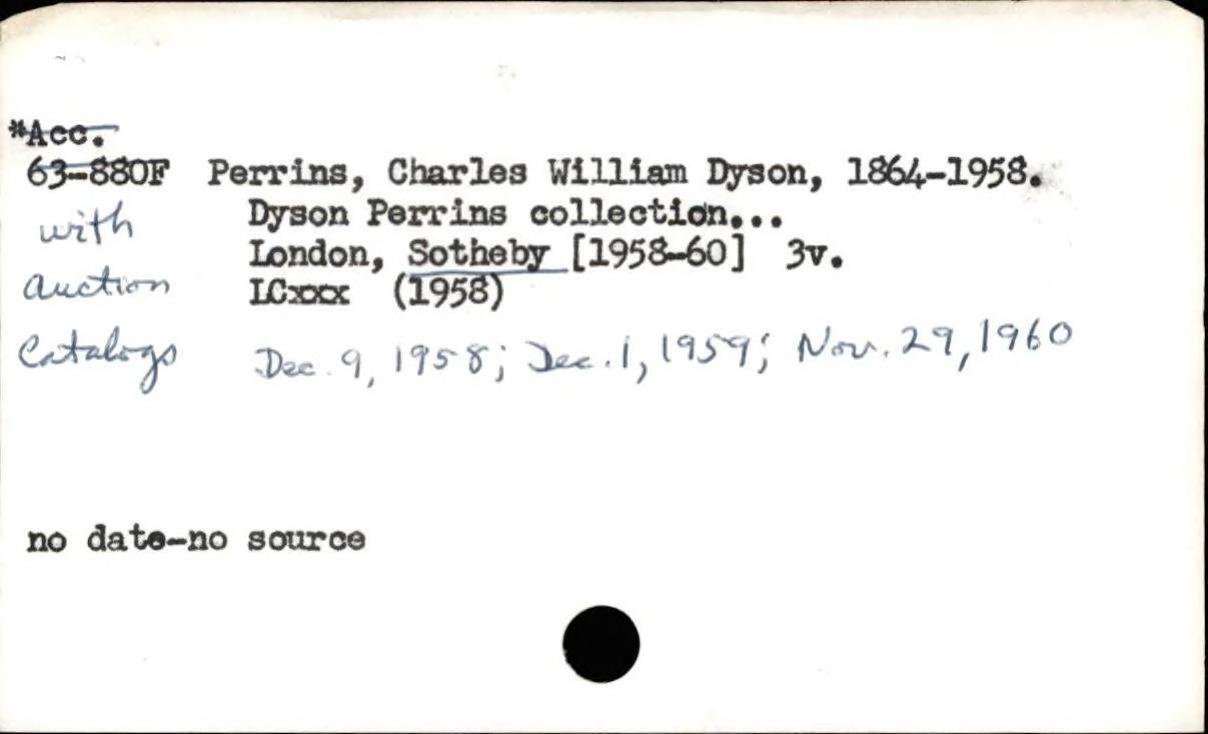 *Acc.
63-880F Perrins, Charles William Dyson, 1864-1958.
with Dyson Perrins collection...
London, Sotheby [1958-60] 3v.
Auction LCxxx (1958)
Catalogs Dec. 9, 1958; Dec. 1, 1959; Nov. 29, 1960
no date-no source